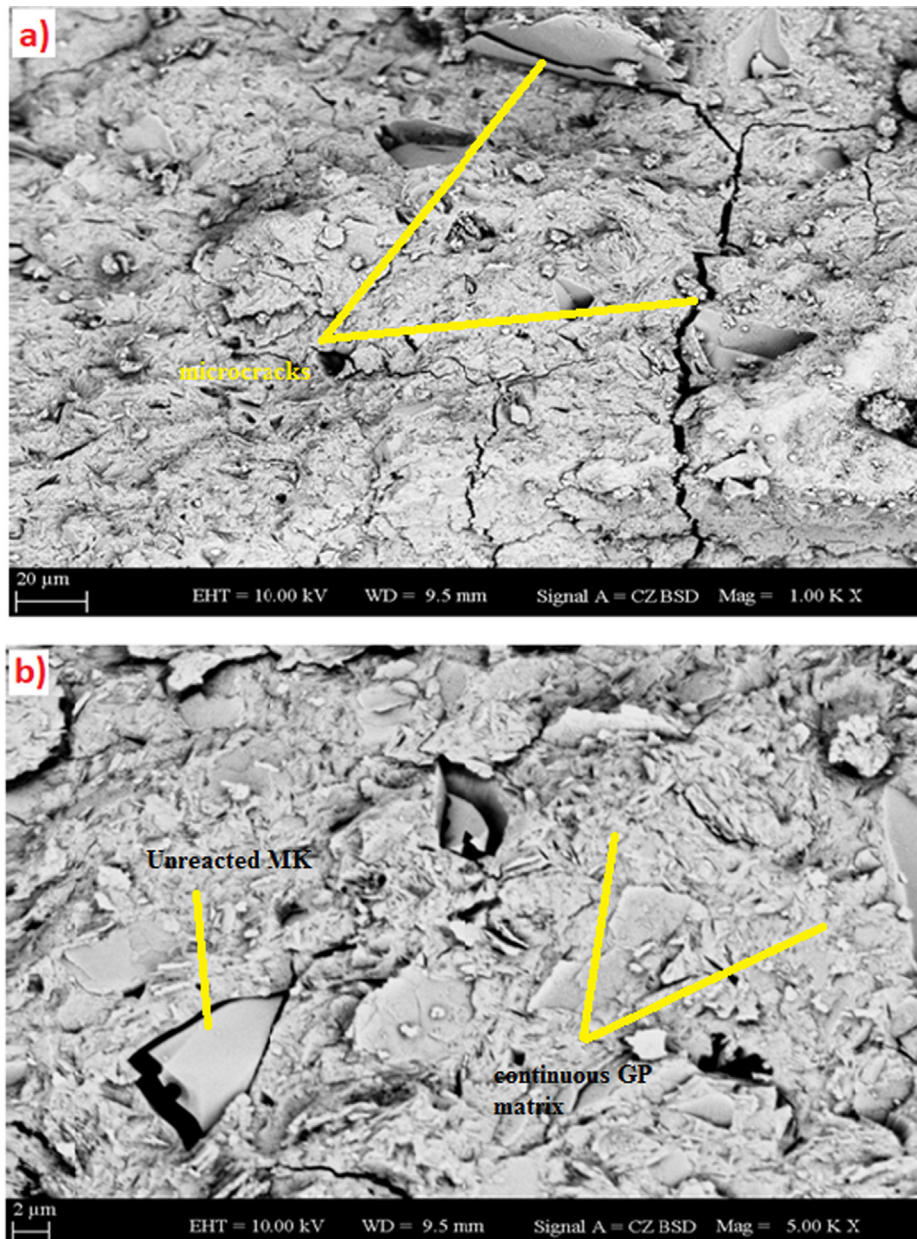 a)
microcracks
20 µm
EHT = 10.00 kV WD = 9.5 mm Signal A = CZ BSD Mag = 1.00 K X
b)
Unreacted MK
continuous GP
matrix
2 µm
EHT = 10.00 kV WD = 9.5 mm Signal A = CZ BSD Mag = 5.00 K X